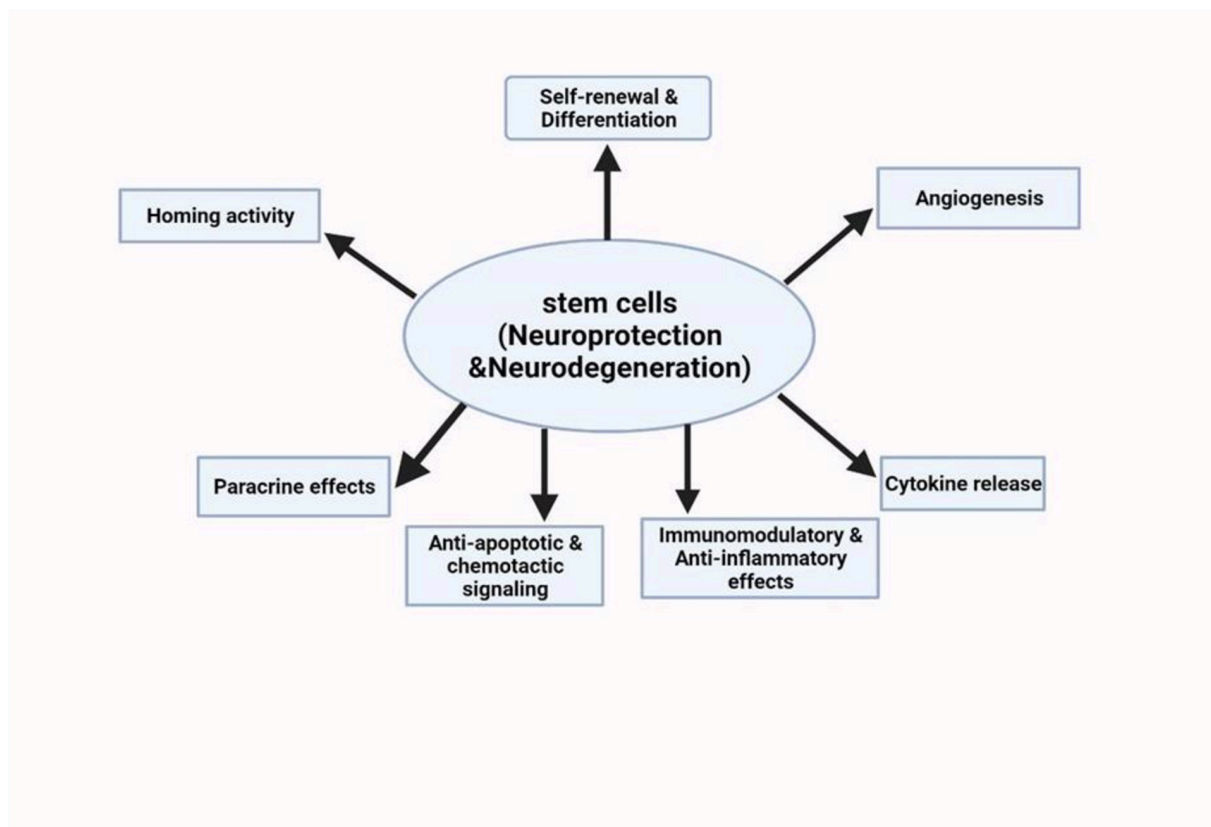 Self-renewal &
Differentiation
Homing activity
Angiogenesis
stem cells
(Neuroprotection
&Neurodegeneration)
Paracrine effects
Anti-apoptotic &
chemotactic
signaling
Immunomodulatory &
Anti-inflammatory
effects
Cytokine release